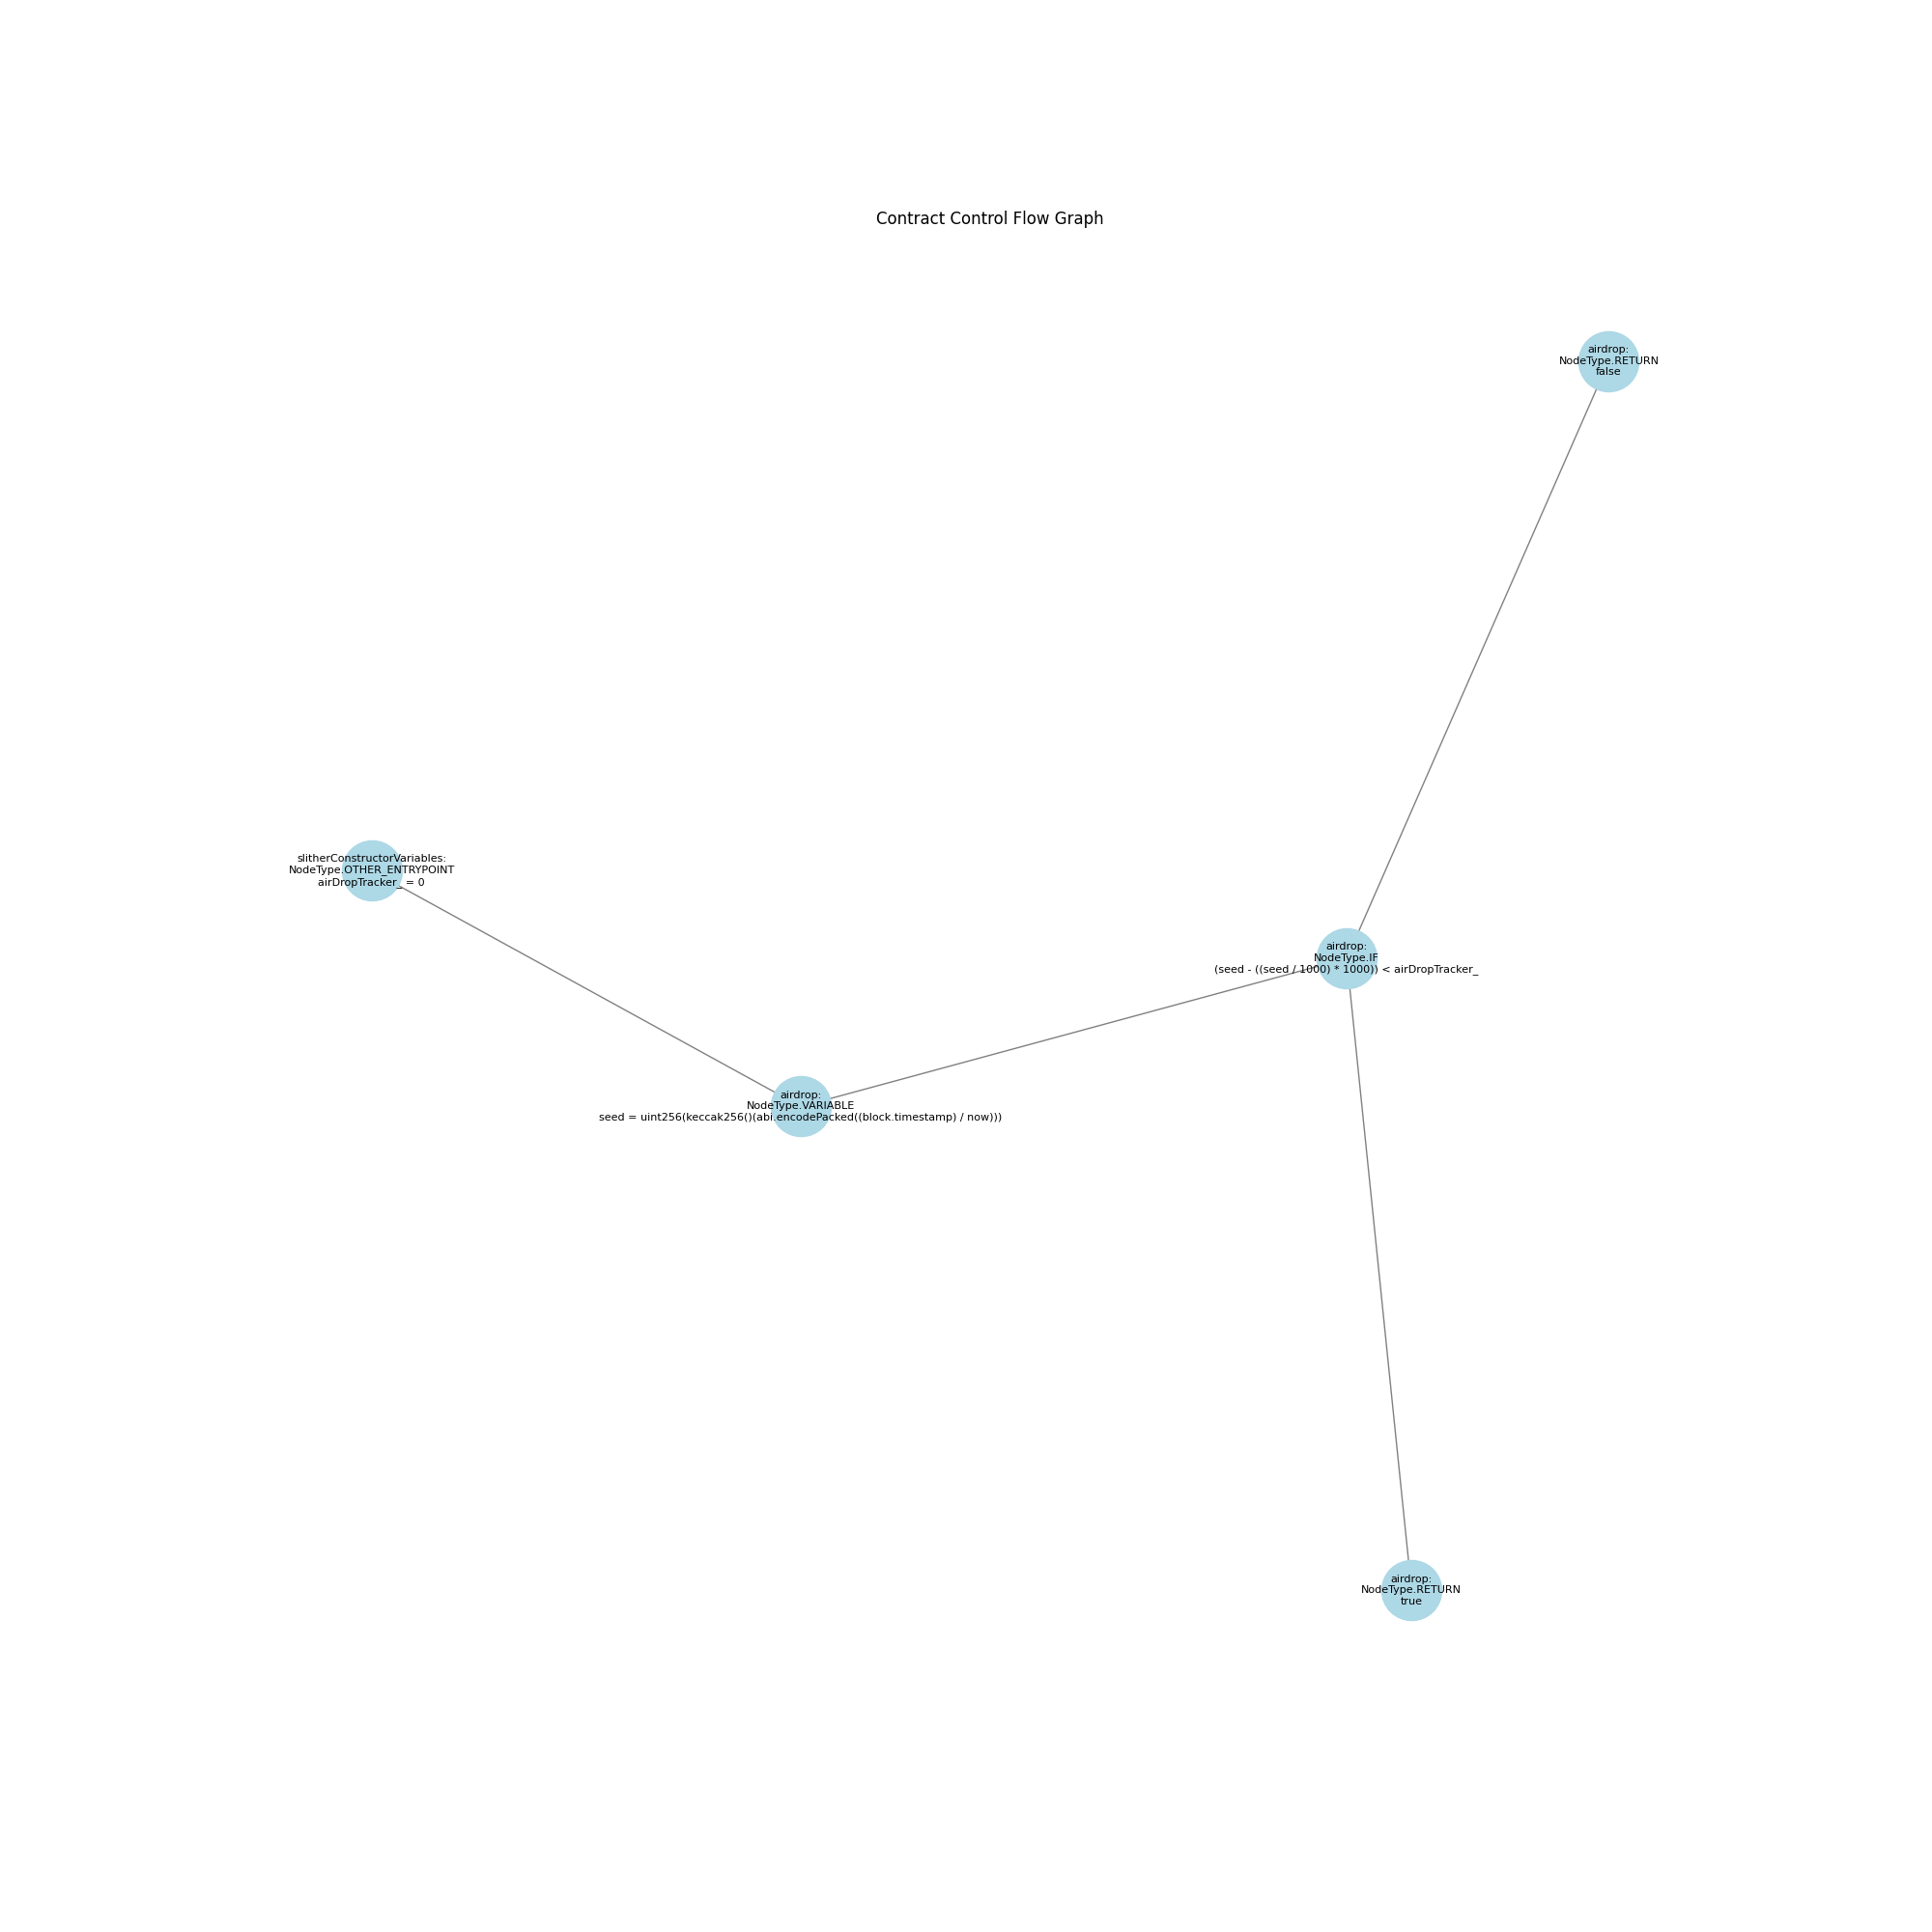 Contract Control Flow Graph
airdrop:
NodeType.RETURN
false
slitherConstructorVariables:
NodeType.OTHER_ENTRYPOINT
airDropTracker_ = 0
airdrop:
NodeType.IF
(seed - ((seed / 1000) * 1000)) < airDropTracker_
airdrop:
NodeType.VARIABLE
seed = uint256(keccak256()(abi.encodePacked((block.timestamp) / now)))
airdrop:
NodeType.RETURN
true